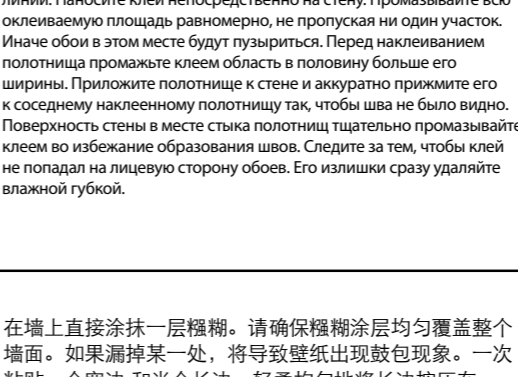 линии. Наносите клей непосредственно на стену. Промазывайте всю
оклеиваемую площадь равномерно, не пропуская ни один участок.
Иначе обои в этом месте будут пузыриться. Перед наклеиванием
полотнища промажьте клеем область в половину больше его
ширины. Приложите полотнище к стене и аккуратно прижмите его
к соседнему наклеенному полотнищу так, чтобы шва не было видно.
Поверхность стены в месте стыка полотнищ тщательно промазывайте
клеем во избежание образования швов. Следите за тем, чтобы клей
не попадал на лицевую сторону обоев. Его излишки сразу удаляйте
влажной губкой.
在墙上直接涂抹一层糨糊。请确保糨糊涂层均匀覆盖整个
墙面。如果漏掉某一处，将导致壁纸出现鼓包现象。一次